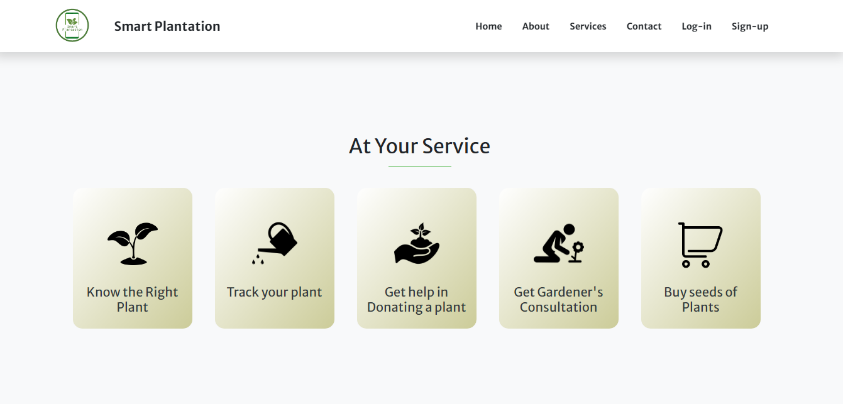 Smart Plantation
Home About Services Contact Log-in Sign-up
At Your Service
Know the Right
Plant
Track your plant
Get help in
Donating a plant
Get Gardener's
Consultation
Buy seeds of
Plants